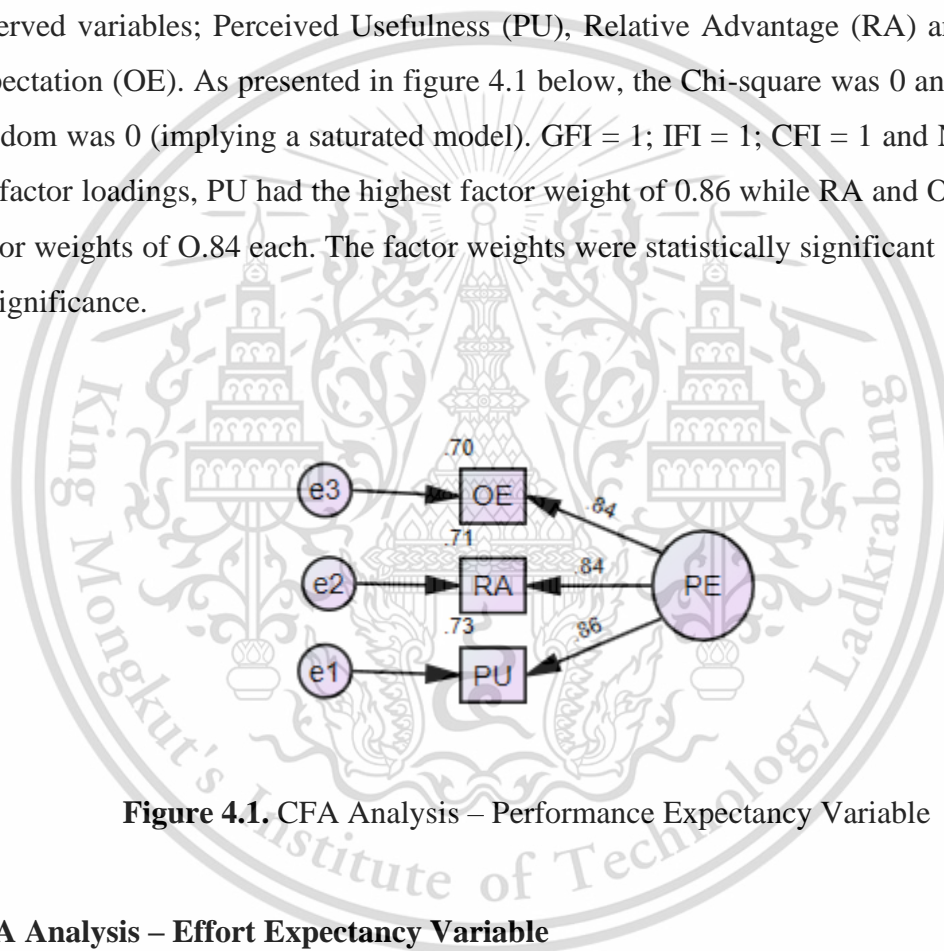 erved variables; Perceived Usefulness (PU), Relative Advantage (RA) a
pectation (OE). As presented in figure 4.1 below, the Chi-square was 0 an
dom was 0 (implying a saturated model). GFI = 1; IFI = 1; CFI = 1 and
factor loadings, PU had the highest factor weight of 0.86 while RA and O
or weights of O.84 each. The factor weights were statistically significant
ignificance.
.70
e3 OE .84
.71
e2 RA .84 PE
.73
e1 PU .86
King Mongkut's Institute of Technology Ladkrabang
Figure 4.1. CFA Analysis – Performance Expectancy Variable
A Analysis – Effort Expectancy Variable